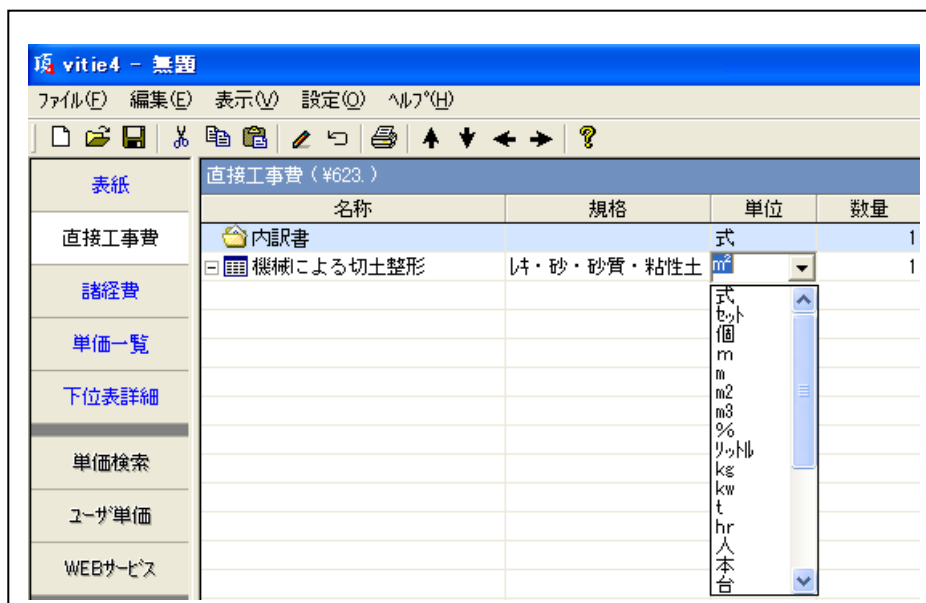 vitie4 - 無題
ﾌｧｲﾙ(F) 編集(E) 表示(V) 設定(O) ﾍﾙﾌﾟ(H)
表紙
直接工事費
諸経費
単価一覧
下位表詳細
単価検索
ﾕｰｻﾞ単価
WEBｻｰﾋﾞｽ
直接工事費(¥623.)
名称 規格 単位 数量
内訳書 式 1
機械による切土整形 ﾚｷ・砂・砂質・粘性土 m² 1
式
ｾｯﾄ
個
ｍ
m
m2
m3
%
ﾘｯﾄﾙ
kg
kw
t
hr
人
本
台